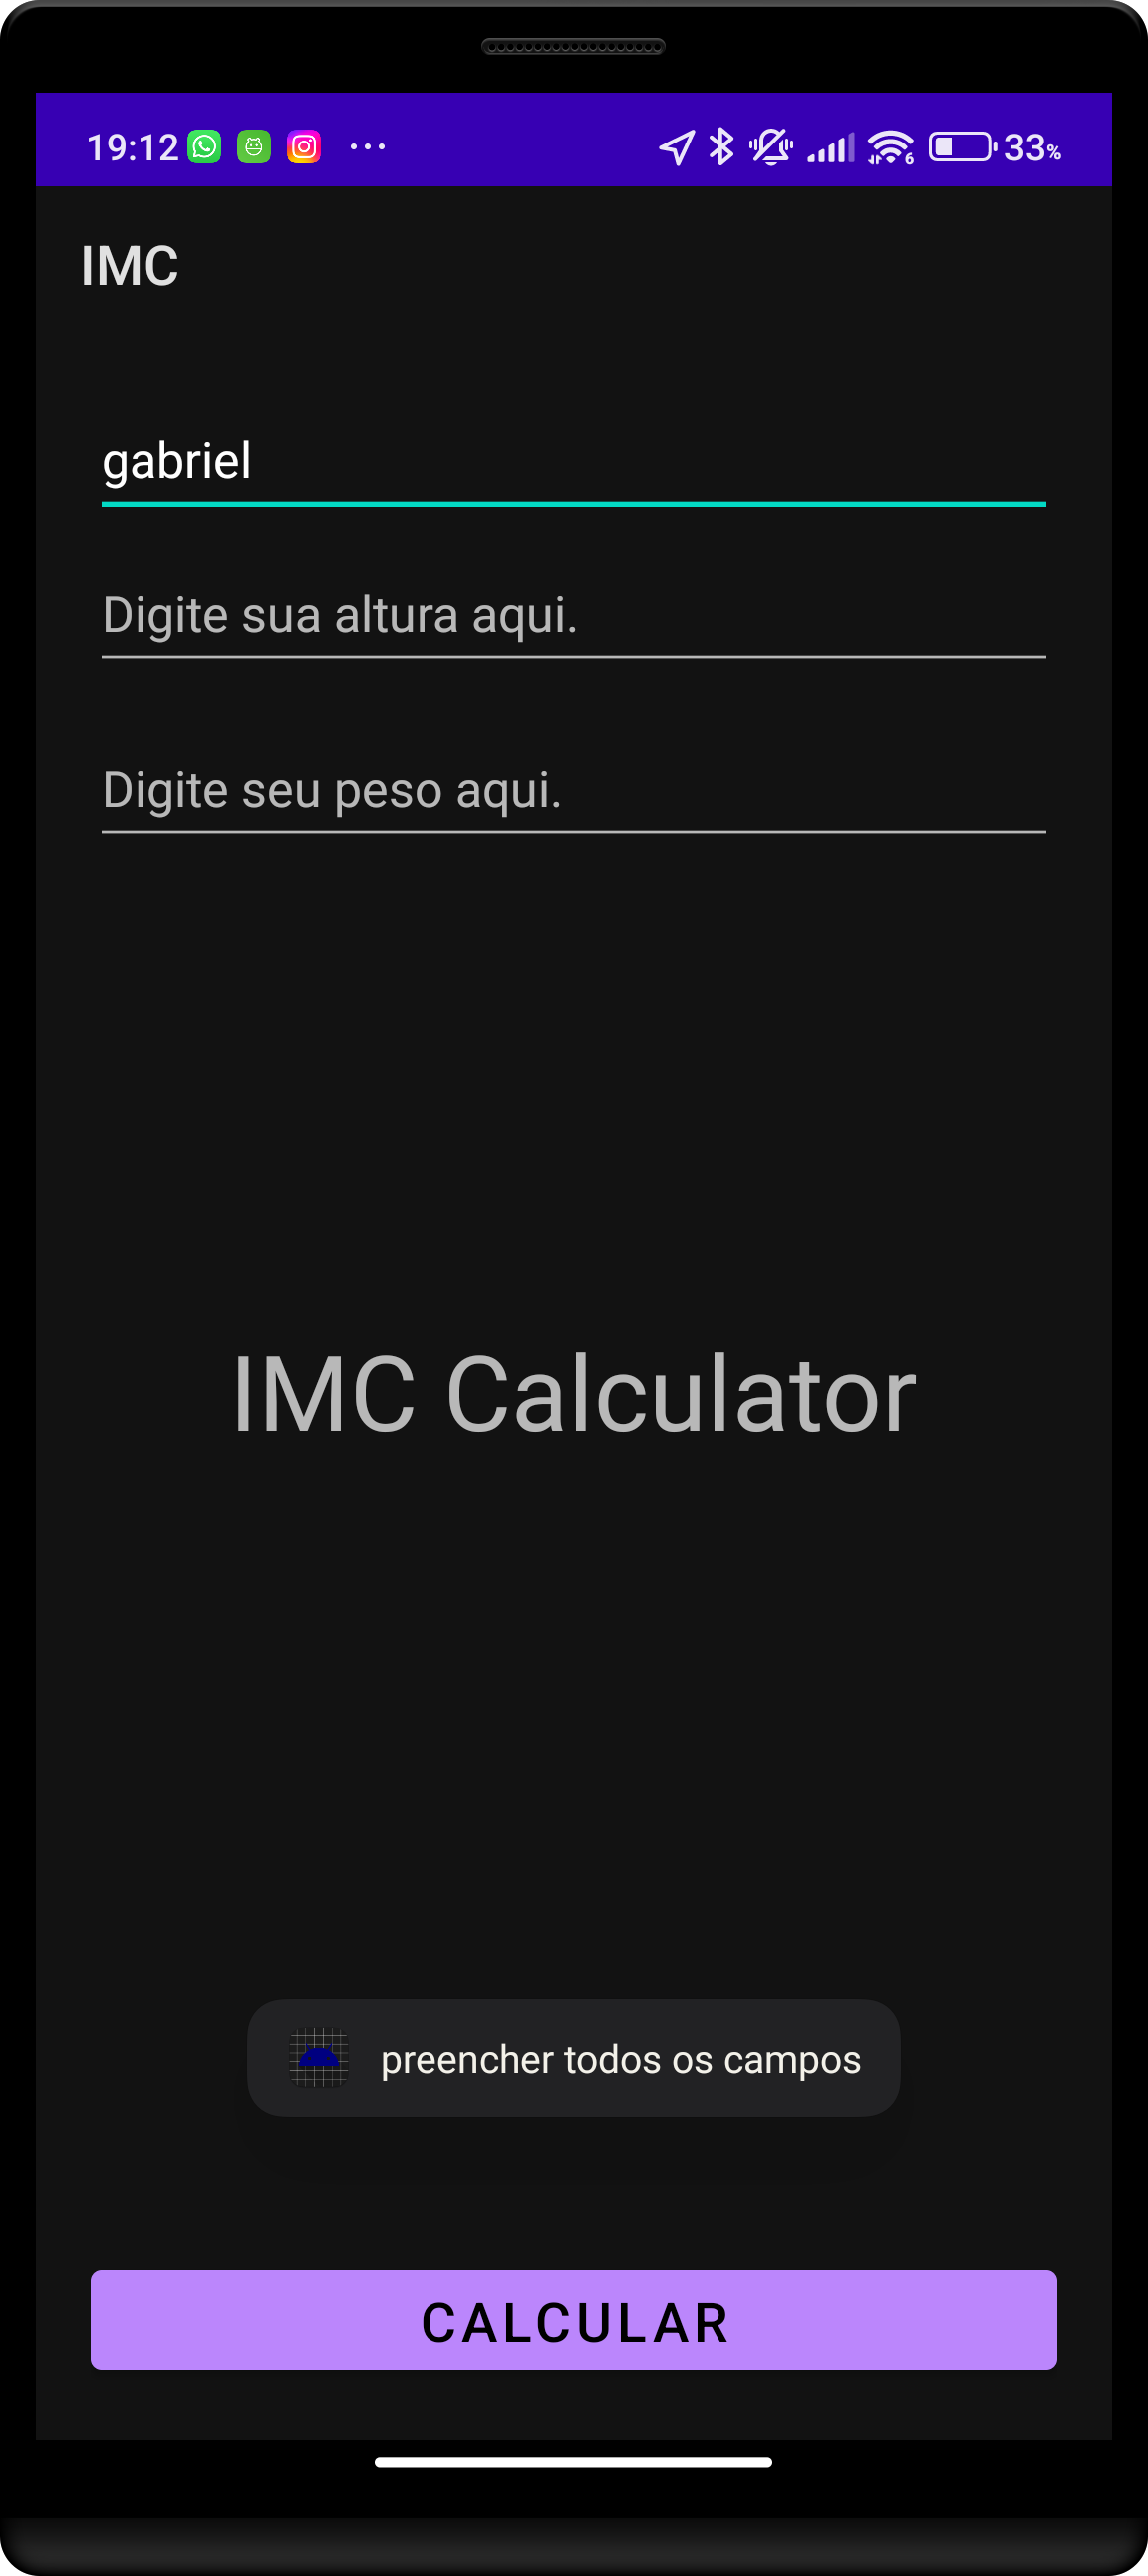 19:12 33%
IMC
gabriel
Digite sua altura aqui.
Digite seu peso aqui.
IMC Calculator
preencher todos os campos
CALCULAR